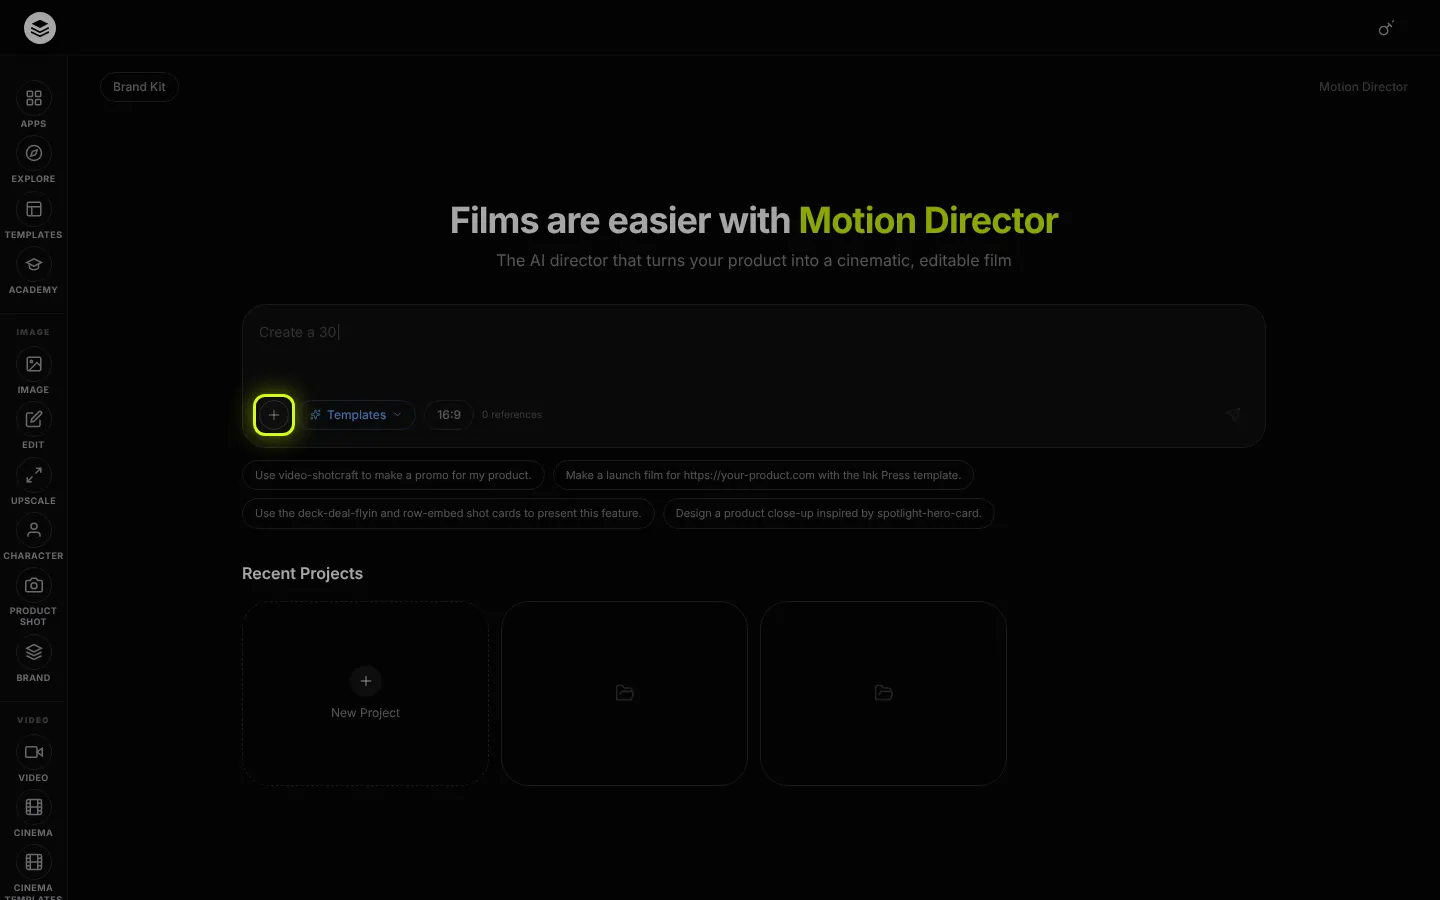 Brand Kit
Motion Director
APPS
EXPLORE
TEMPLATES
ACADEMY
IMAGE
IMAGE
EDIT
UPSCALE
CHARACTER
PRODUCT
SHOT
BRAND
VIDEO
VIDEO
CINEMA
CINEMA
TEMPLATES
Films are easier with Motion Director
The AI director that turns your product into a cinematic, editable film
Create a 30
Templates
16:9
0 references
Use video-shotcraft to make a promo for my product.
Make a launch film for https://your-product.com with the Ink Press template.
Use the deck-deal-flyin and row-embed shot cards to present this feature.
Design a product close-up inspired by spotlight-hero-card.
Recent Projects
New Project